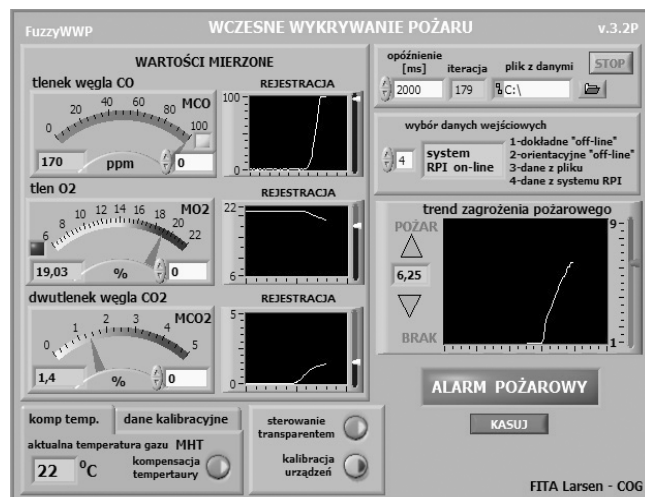 FuzzyWWP WCZESNE WYKRYWANIE POŻARU v.3.2P
WARTOŚCI MIERZONE
tlenek węgla CO
REJESTRACJA
MCO
0 20 40 60 80 100
170 ppm 0
100
0
tlen O2
REJESTRACJA
MO2
6 8 10 12 14 16 18 20 22
19,03 % 0
22
6
dwutlenek węgla CO2
REJESTRACJA
MCO2
0 1 2 3 4 5
1,4 % 0
5
0
komp temp. dane kalibracyjne
aktualna temperatura gazu MHT
22 °C
kompensacja
tempertaury
sterowanie
transparentem
kalibracja
urządzeń
opóźnienie
[ms] iteracja plik z danymi STOP
2000 179 C:\
wybór danych wejściowych
4 system
RPI on-line
1-dokładne "off-line"
2-orientacyjne "off-line"
3-dane z pliku
4-dane z systemu RPI
trend zagrożenia pożarowego
POŻAR
6,25
BRAK
9
1
ALARM POŻAROWY
KASUJ
FITA Larsen - COG